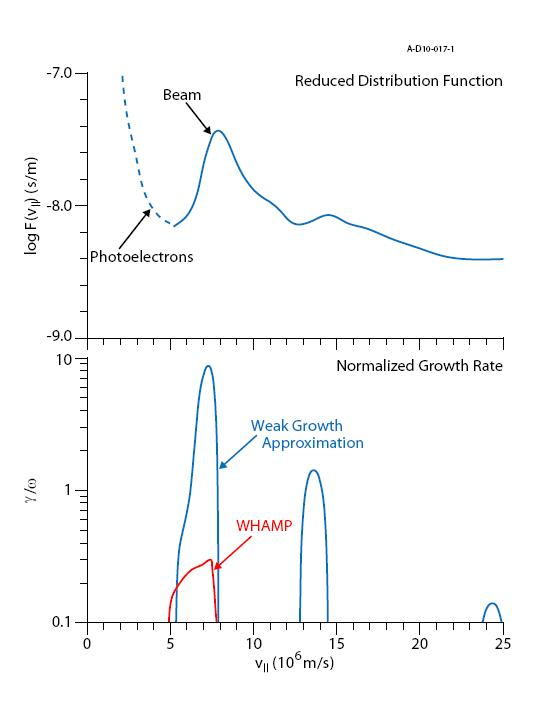 A-D10-017-1
Reduced Distribution Function
-7.0
-8.0
-9.0
log F (v||) (s/m)
Beam
Photoelectrons
Normalized Growth Rate
10
1
0.1
γ/ω
Weak Growth
Approximation
WHAMP
0 5 10 15 20 25
v|| (10⁶ m/s)